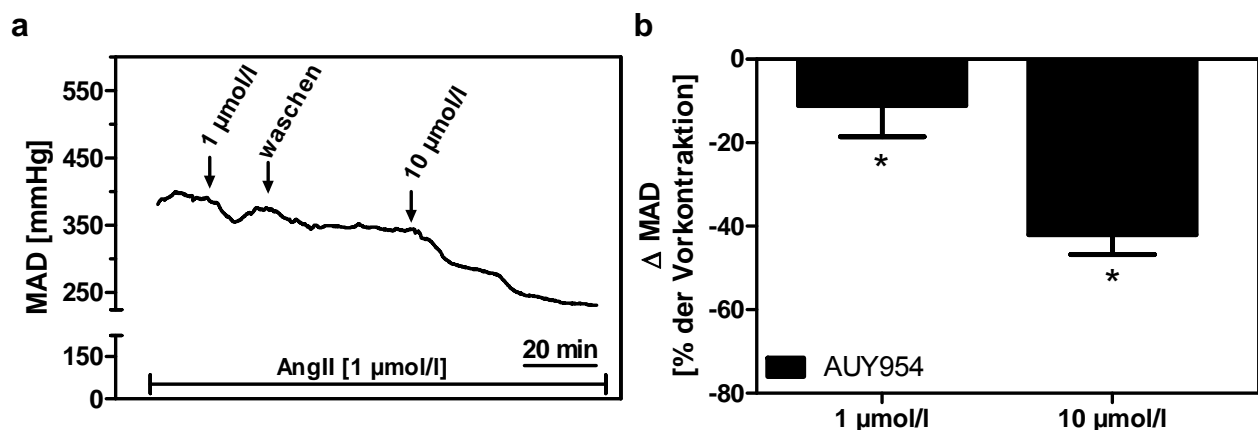 a
MAD [mmHg]
550
450
350
250
150
0
1 µmol/l
waschen
10 µmol/l
20 min
AngII [1 µmol/l]
b
Δ MAD
[% der Vorkontraktion]
-0
-20
-40
-60
-80
*
*
AUY954
1 µmol/l
10 µmol/l